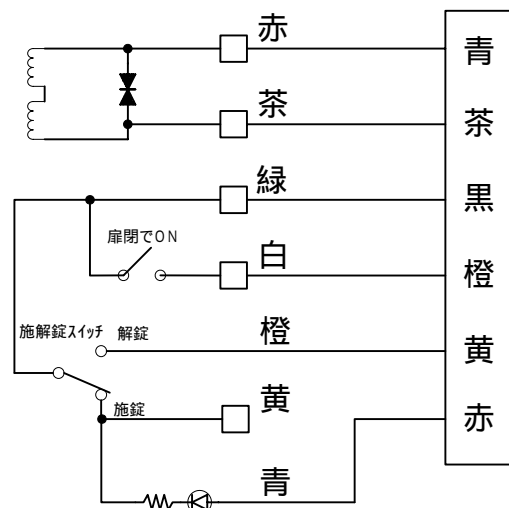 赤 青
茶 茶
緑 黒
扉閉でON
白 橙
施解錠スイッチ 解錠 橙 黄
施錠 黄 赤
青